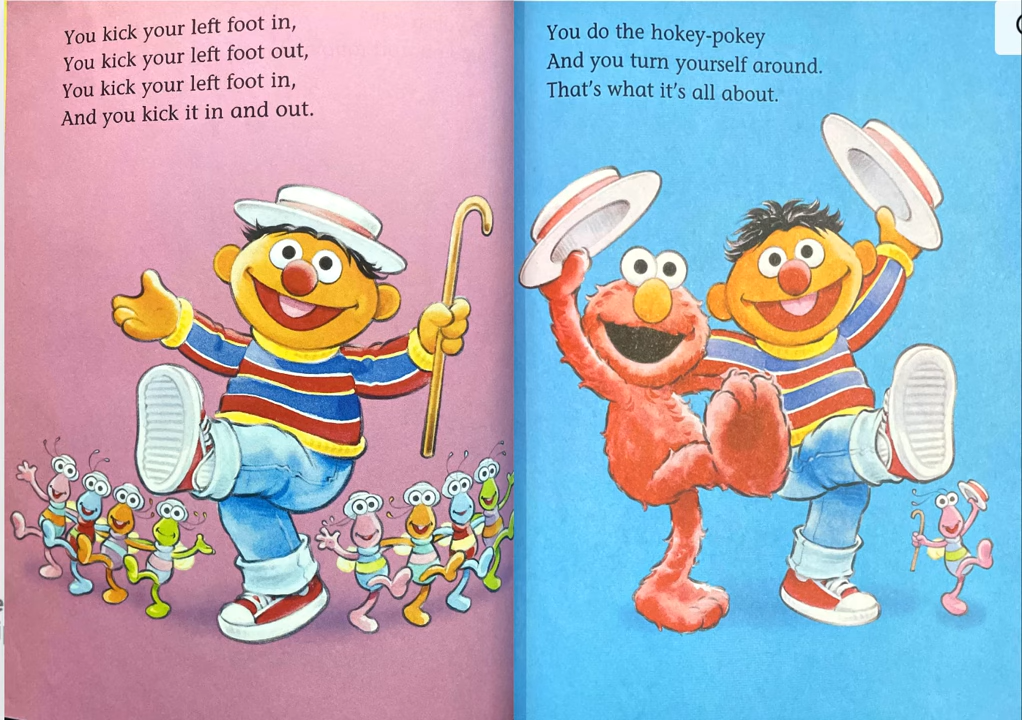 You kick your left foot in,
You kick your left foot out,
You kick your left foot in,
And you kick it in and out.
You do the hokey-pokey
And you turn yourself around.
That's what it's all about.